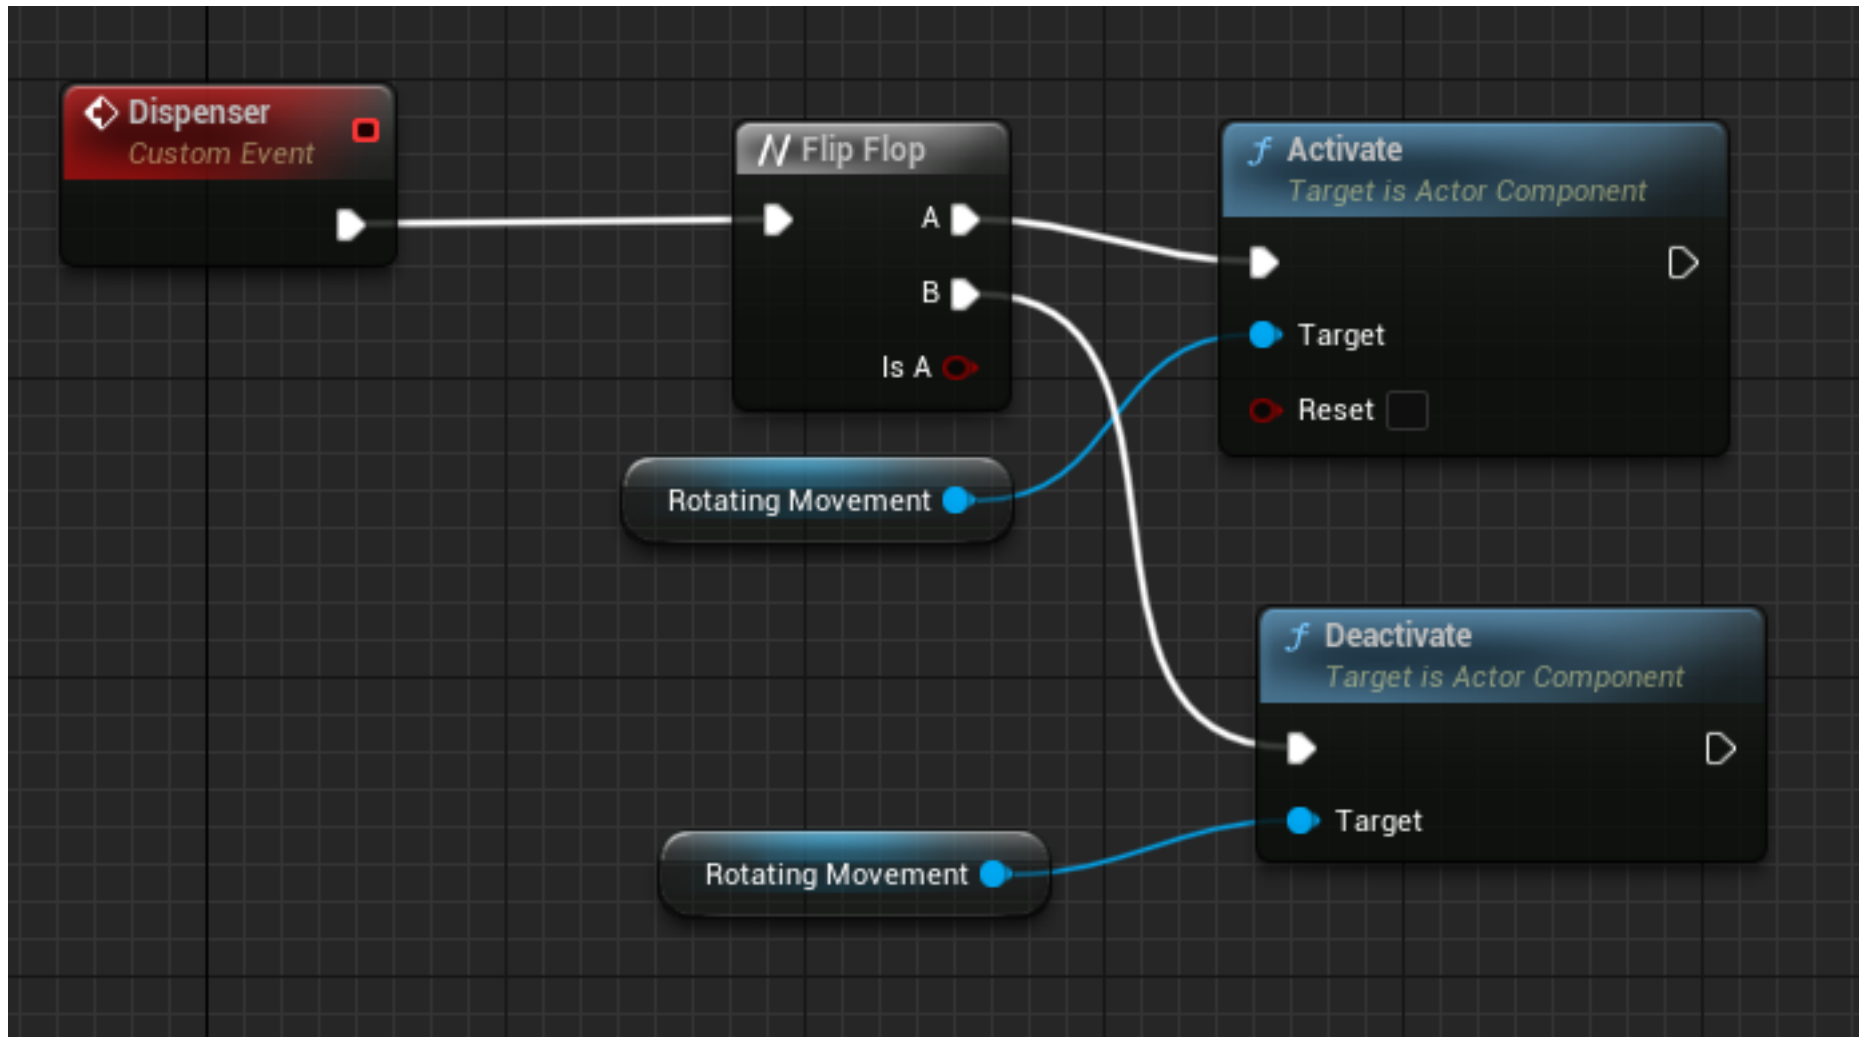 Dispenser
Custom Event
Flip Flop
A
B
Is A
Activate
Target is Actor Component
Target
Reset
Rotating Movement
Deactivate
Target is Actor Component
Target
Rotating Movement